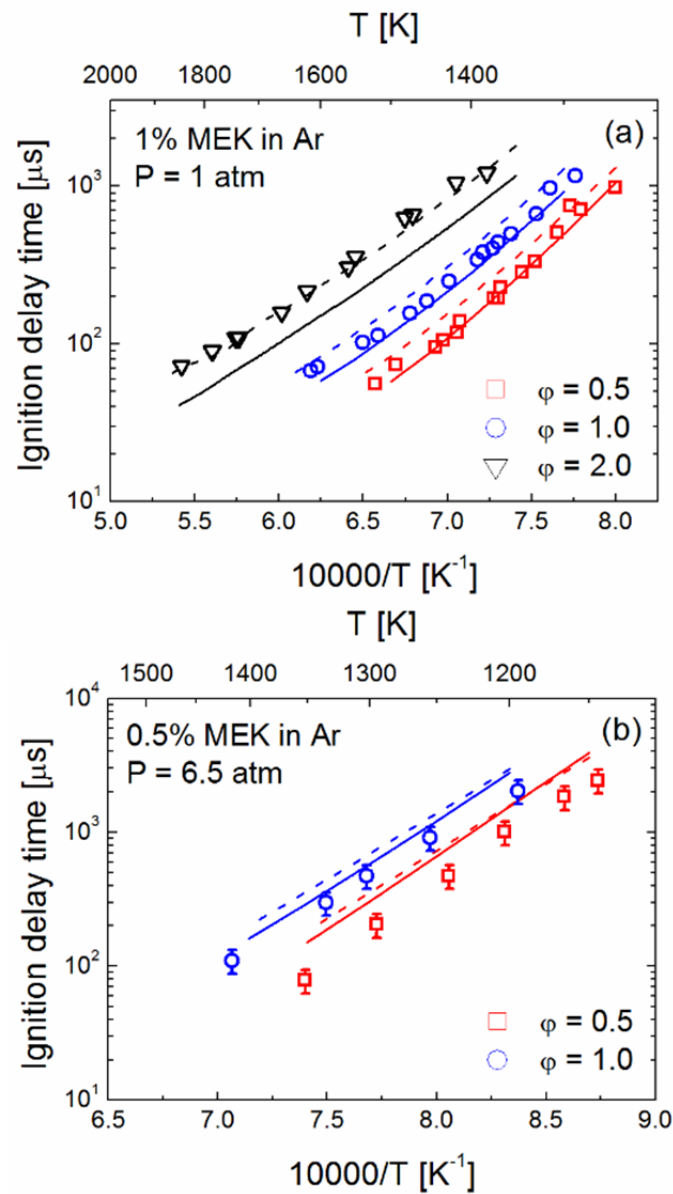 T [K]
2000 1800 1600 1400
1% MEK in Ar
P = 1 atm
(a)
Ignition delay time [μs]
10³
10²
10¹
φ = 0.5
φ = 1.0
φ = 2.0
5.0 5.5 6.0 6.5 7.0 7.5 8.0
10000/T [K⁻¹]
T [K]
1500 1400 1300 1200
0.5% MEK in Ar
P = 6.5 atm
(b)
Ignition delay time [μs]
10⁴
10³
10²
10¹
φ = 0.5
φ = 1.0
6.5 7.0 7.5 8.0 8.5 9.0
10000/T [K⁻¹]